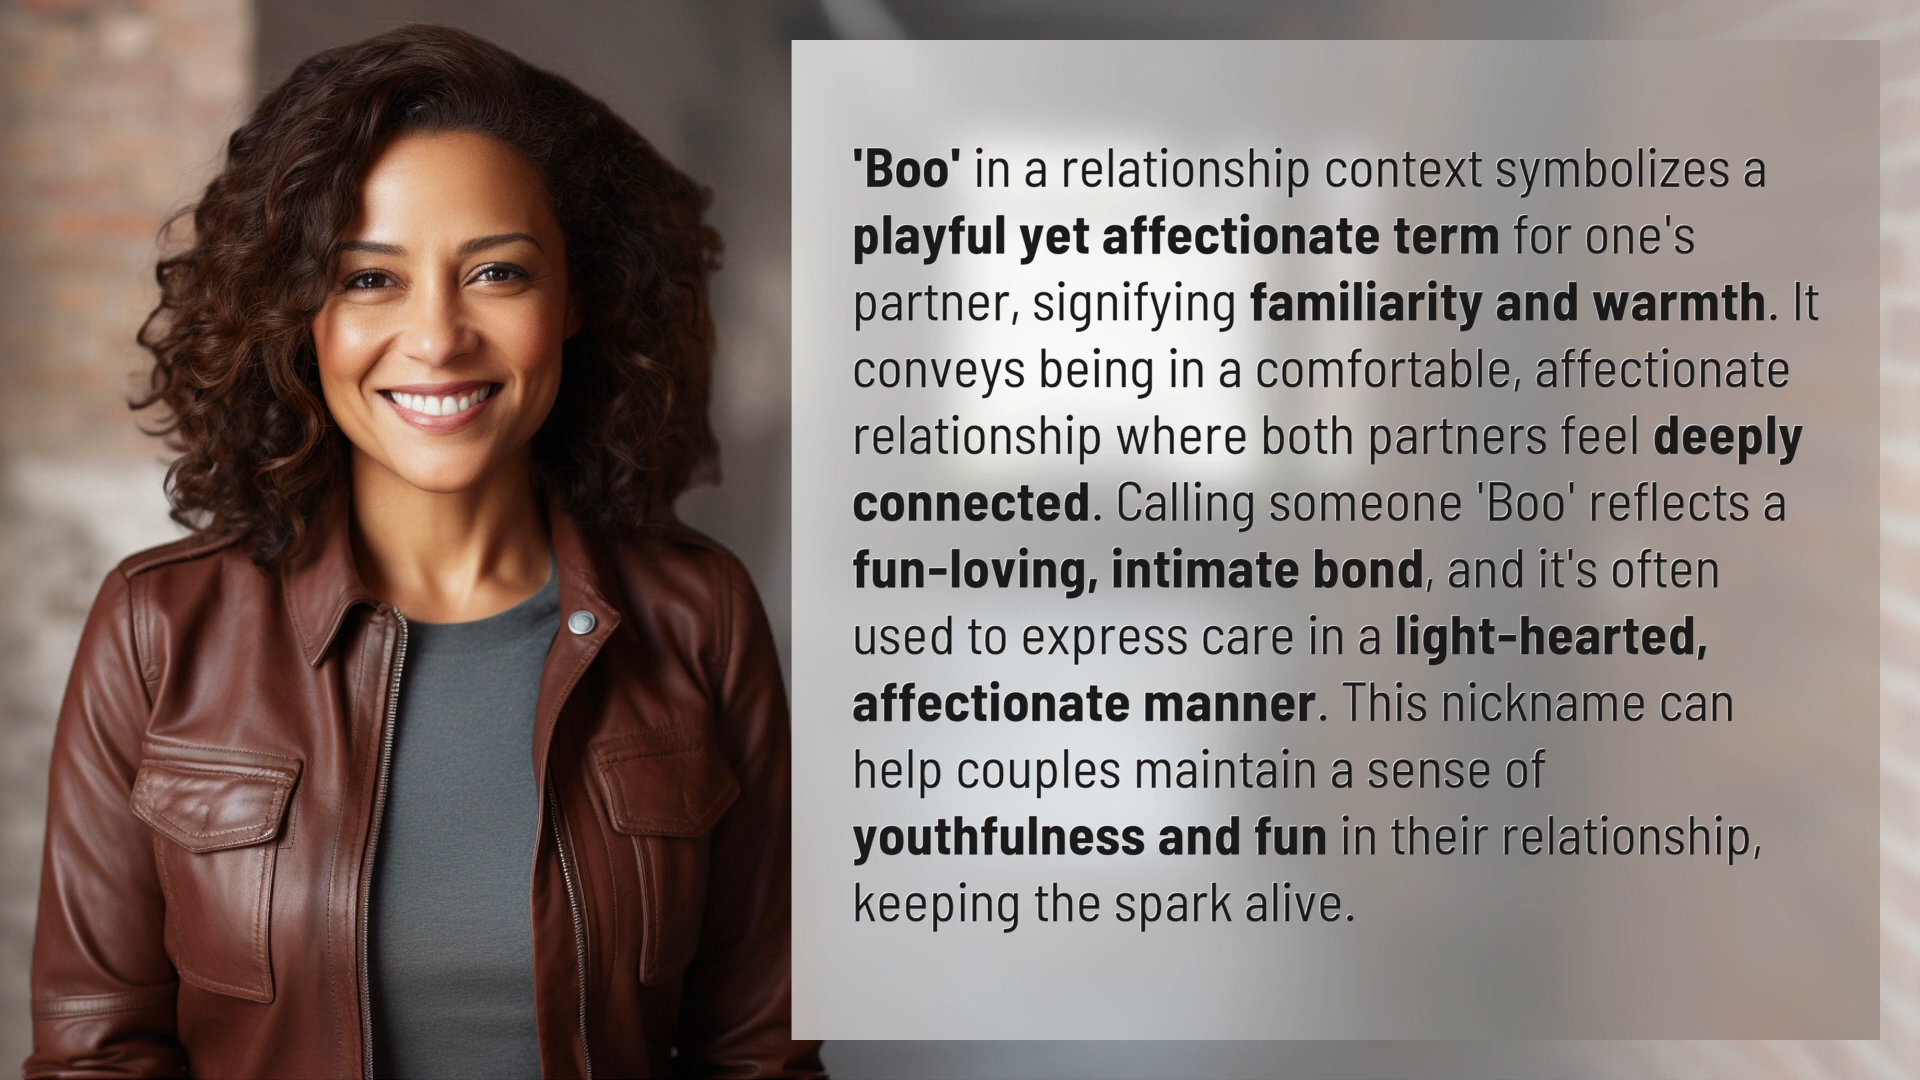 'Boo' in a relationship context symbolizes a
playful yet affectionate term for one's
partner, signifying familiarity and warmth. It
conveys being in a comfortable, affectionate
relationship where both partners feel deeply
connected. Calling someone 'Boo' reflects a
fun-loving, intimate bond, and it's often
used to express care in a light-hearted,
affectionate manner. This nickname can
help couples maintain a sense of
youthfulness and fun in their relationship,
keeping the spark alive.